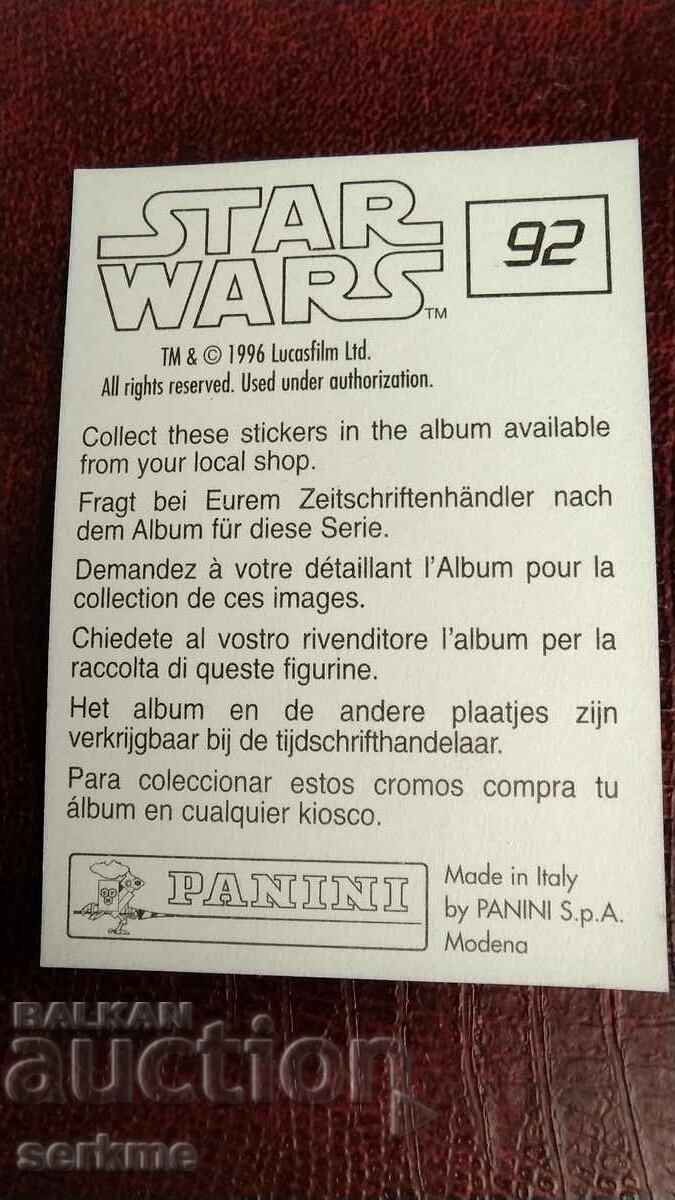 STAR
WARS™
92
TM & © 1996 Lucasfilm Ltd.
All rights reserved. Used under authorization.
Collect these stickers in the album available
from your local shop.
Fragt bei Eurem Zeitschriftenhändler nach
dem Album für diese Serie.
Demandez à votre détaillant l'Album pour la
collection de ces images.
Chiedete al vostro rivenditore l'album per la
raccolta di queste figurine.
Het album en de andere plaatjes zijn
verkrijgbaar bij de tijdschrifthandelaar.
Para coleccionar estos cromos compra tu
álbum en cualquier kiosco.
PANINI
Made in Italy
by PANINI S.p.A.
Modena
BALKAN
auction
serkme